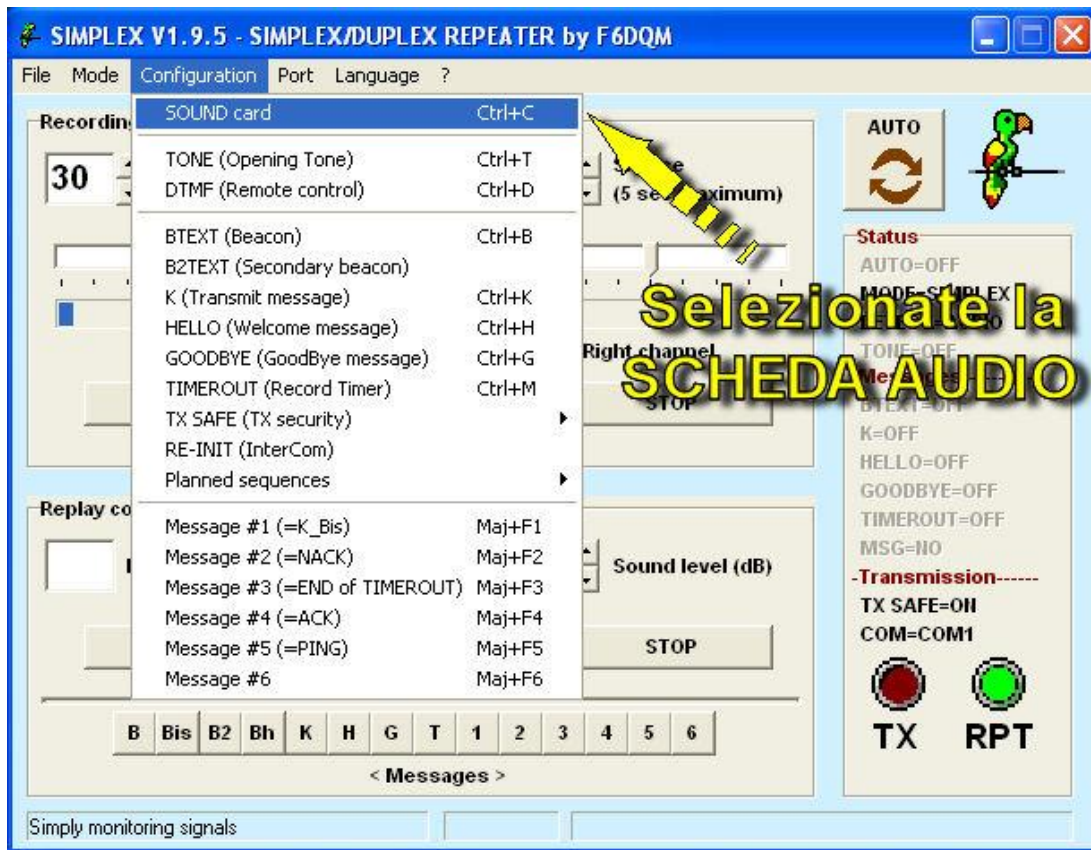 SIMPLEX V1.9.5 - SIMPLEX/DUPLEX REPEATER by F6DQM
File Mode Configuration Port Language ?
SOUND card Ctrl+C
TONE (Opening Tone) Ctrl+T
DTMF (Remote control) Ctrl+D
BTEXT (Beacon) Ctrl+B
B2TEXT (Secondary beacon)
K (Transmit message) Ctrl+K
HELLO (Welcome message) Ctrl+H
GOODBYE (GoodBye message) Ctrl+G
TIMEROUT (Record Timer) Ctrl+M
TX SAFE (TX security)
RE-INIT (InterCom)
Planned sequences
Message #1 (=K_Bis) Maj+F1
Message #2 (=NACK) Maj+F2
Message #3 (=END of TIMEROUT) Maj+F3
Message #4 (=ACK) Maj+F4
Message #5 (=PING) Maj+F5
Message #6 Maj+F6
Recording
30
(5 sec maximum)
Selezionate la
SCHEDA AUDIO
Right channel
STOP
Replay co
Sound level (dB)
STOP
B Bis B2 Bh K H G T 1 2 3 4 5 6
< Messages >
AUTO
Status
AUTO=OFF
MODE=SIMPLEX
TONE=OFF
Messages
BTEXT=OFF
K=OFF
HELLO=OFF
GOODBYE=OFF
TIMEROUT=OFF
MSG=NO
-Transmission------
TX SAFE=ON
COM=COM1
TX RPT
Simply monitoring signals